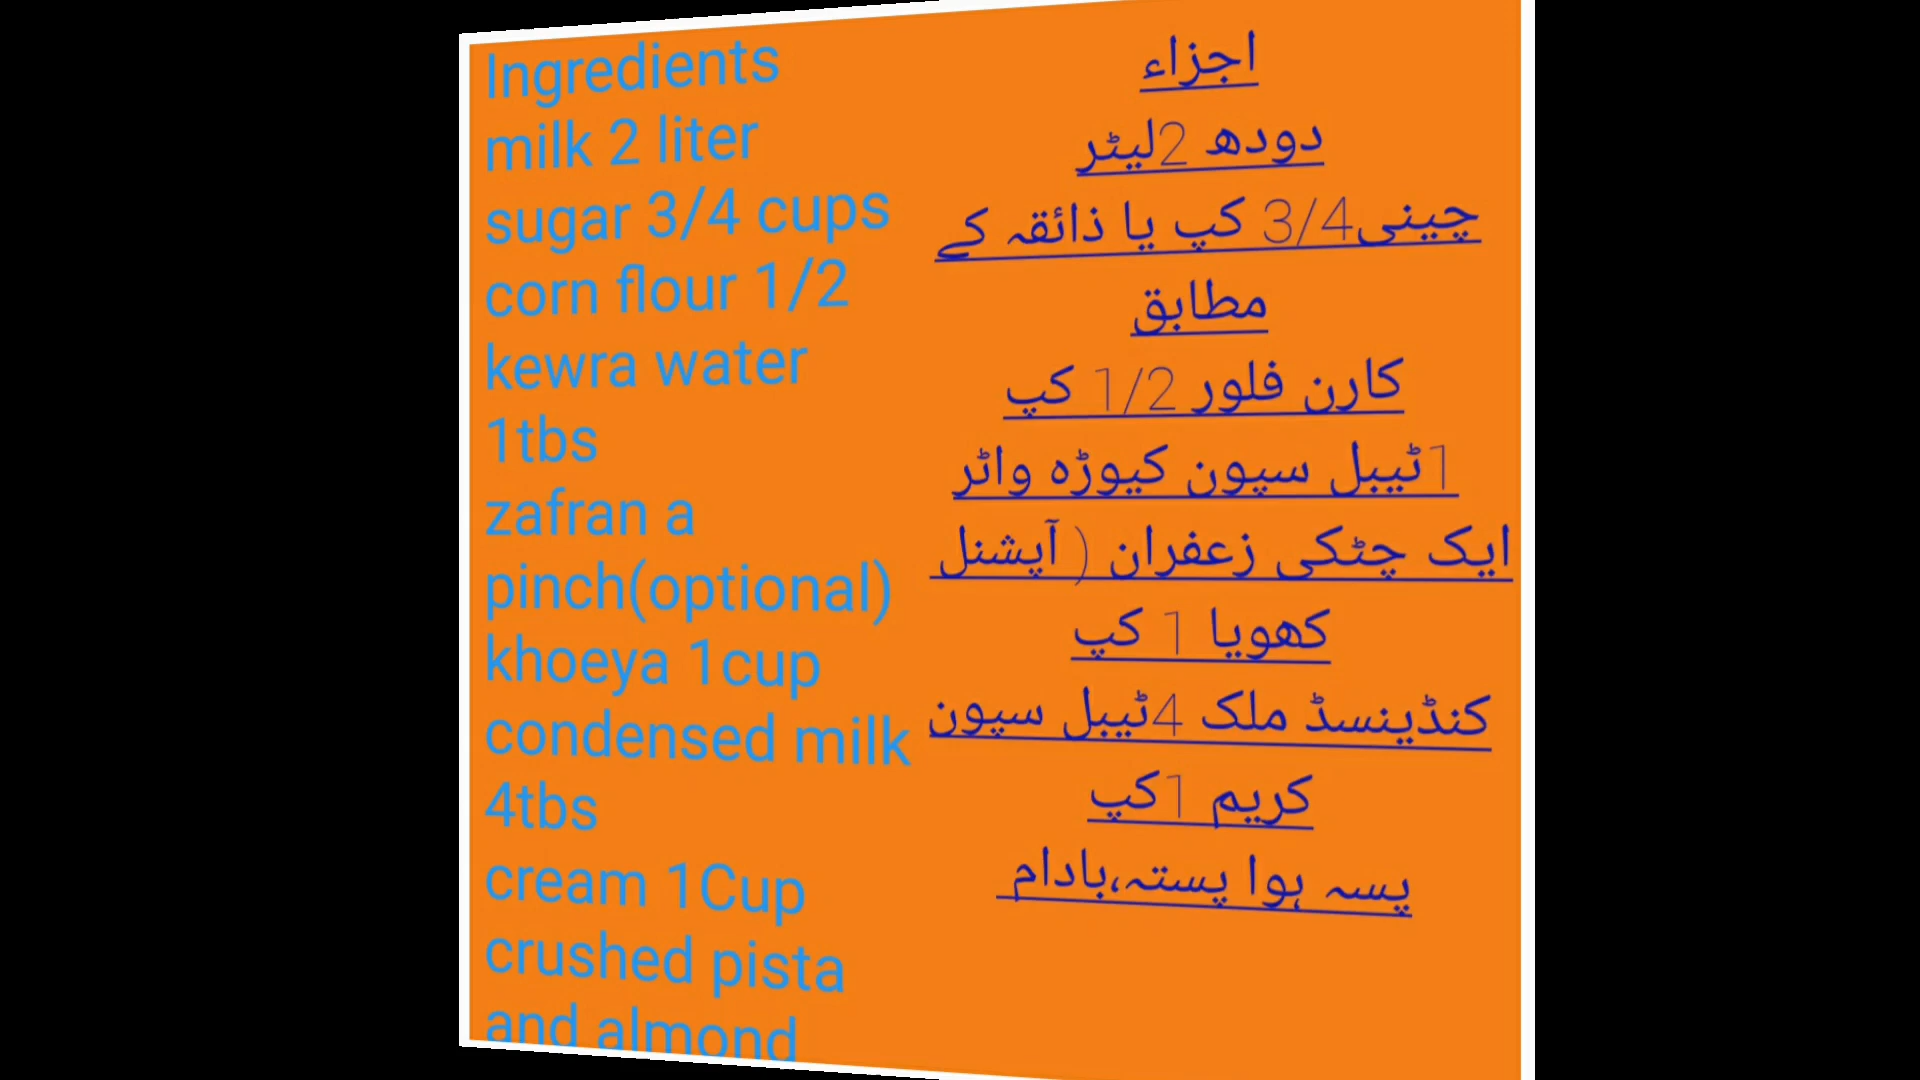 Ingredients
milk 2 liter
sugar 3/4 cups
corn flour 1/2
kewra water
1tbs
zafran a
pinch(optional)
khoeya 1cup
condensed milk
4tbs
cream 1Cup
crushed pista
and almond
اجزاء
دودھ 2لیٹر
چینی3/4 کپ یا ذائقہ کے
مطابق
کارن فلور 1/2 کپ
1ٹیبل سپون کیوڑہ واٹر
ایک چٹکی زعفران ( آپشنل
کھویا 1 کپ
کنڈینسڈ ملک 4ٹیبل سپون
کریم 1کپ
پسہ ہوا پستہ،بادام